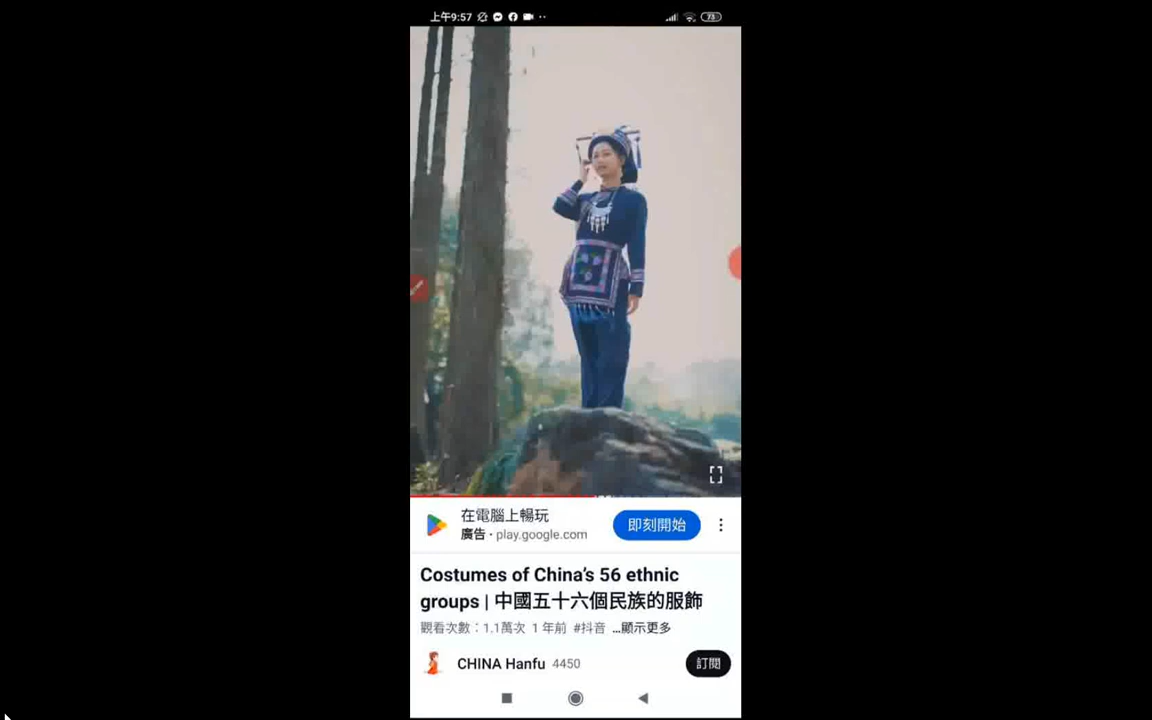 上午9:57
73
在電腦上暢玩
廣告・play.google.com
即刻開始
Costumes of China's 56 ethnic
groups | 中國五十六個民族的服飾
觀看次數：1.1萬次 1 年前 #抖音 ...顯示更多
CHINA Hanfu 4450
訂閱